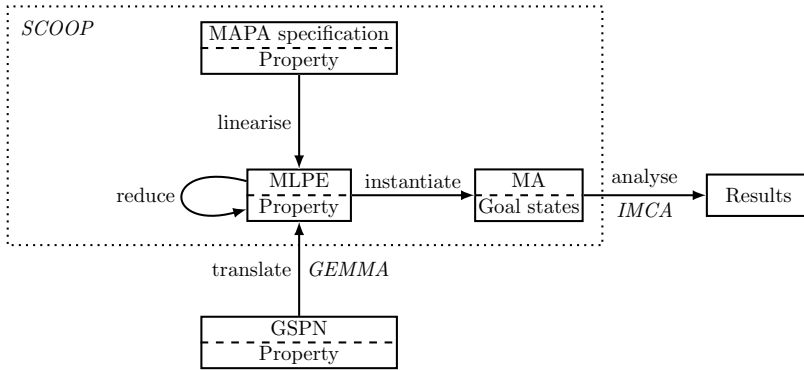 SCOOP
MAPA specification
Property
linearise
reduce
MLPE
Property
instantiate
MA
Goal states
analyse
IMCA
Results
translate
GEMMA
GSPN
Property